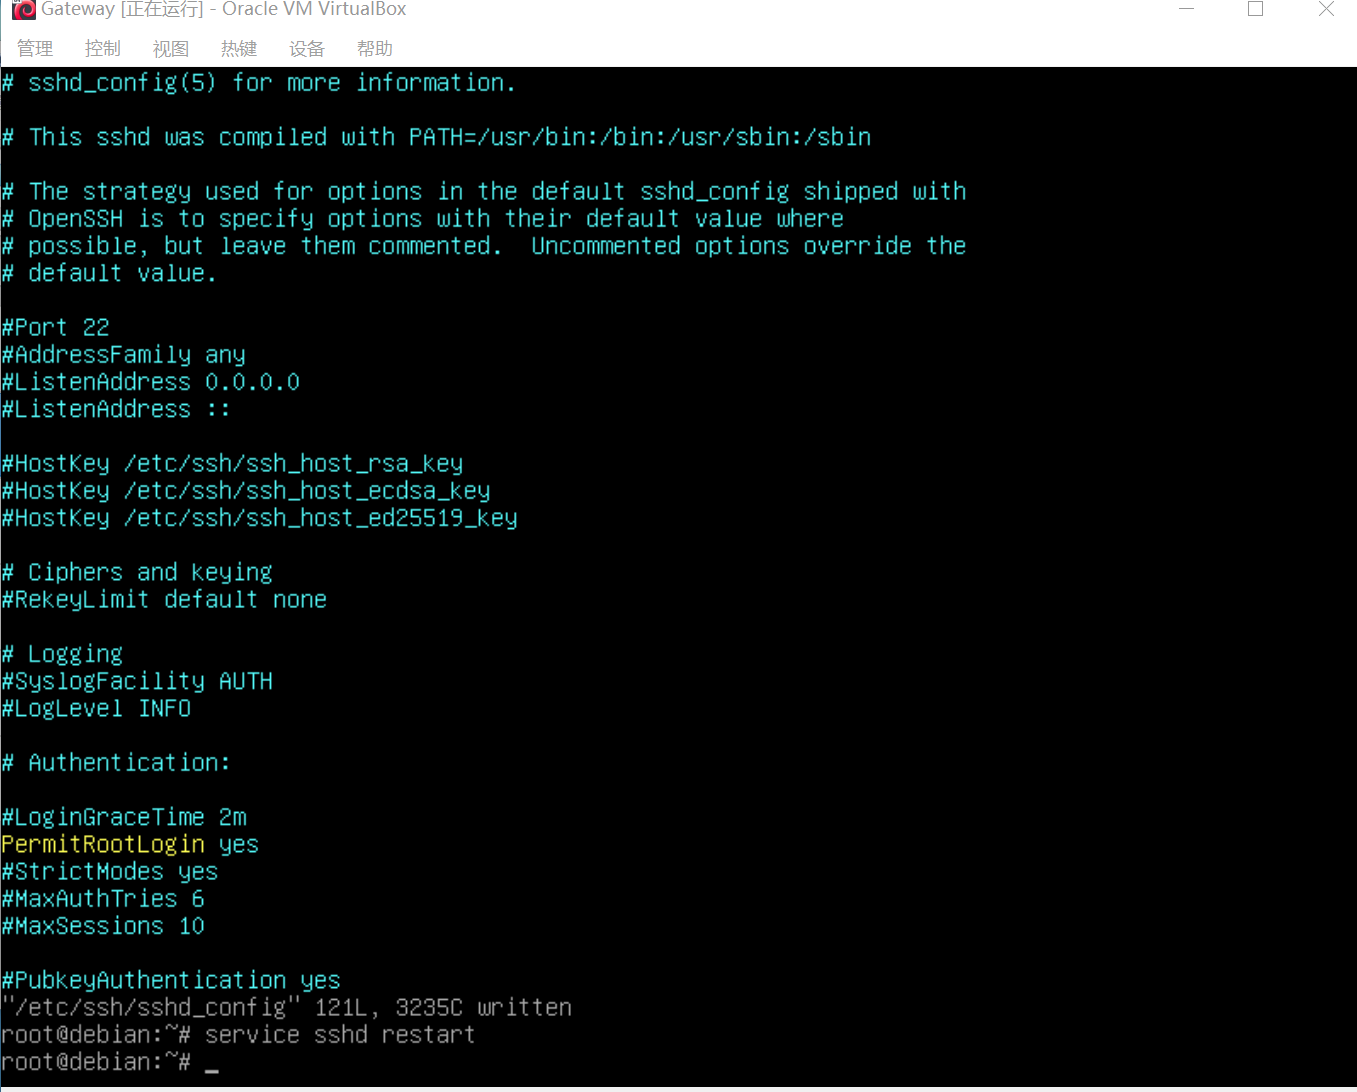 Gateway [正在运行] - Oracle VM VirtualBox
管理 控制 视图 热键 设备 帮助
# sshd_config(5) for more information.
# This sshd was compiled with PATH=/usr/bin:/bin:/usr/sbin:/sbin
# The strategy used for options in the default sshd_config shipped with
# OpenSSH is to specify options with their default value where
# possible, but leave them commented.  Uncommented options override the
# default value.
#Port 22
#AddressFamily any
#ListenAddress 0.0.0.0
#ListenAddress ::
#HostKey /etc/ssh/ssh_host_rsa_key
#HostKey /etc/ssh/ssh_host_ecdsa_key
#HostKey /etc/ssh/ssh_host_ed25519_key
# Ciphers and keying
#RekeyLimit default none
# Logging
#SyslogFacility AUTH
#LogLevel INFO
# Authentication:
#LoginGraceTime 2m
PermitRootLogin yes
#StrictModes yes
#MaxAuthTries 6
#MaxSessions 10
#PubkeyAuthentication yes
"/etc/ssh/sshd_config" 121L, 3235C written
root@debian:~# service sshd restart
root@debian:~# _